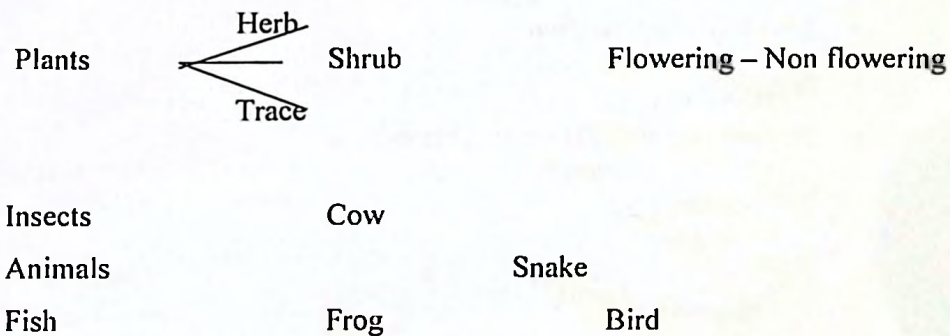 Herb
Plants Shrub Flowering – Non flowering
Trace
Insects Cow
Animals Snake
Fish Frog Bird